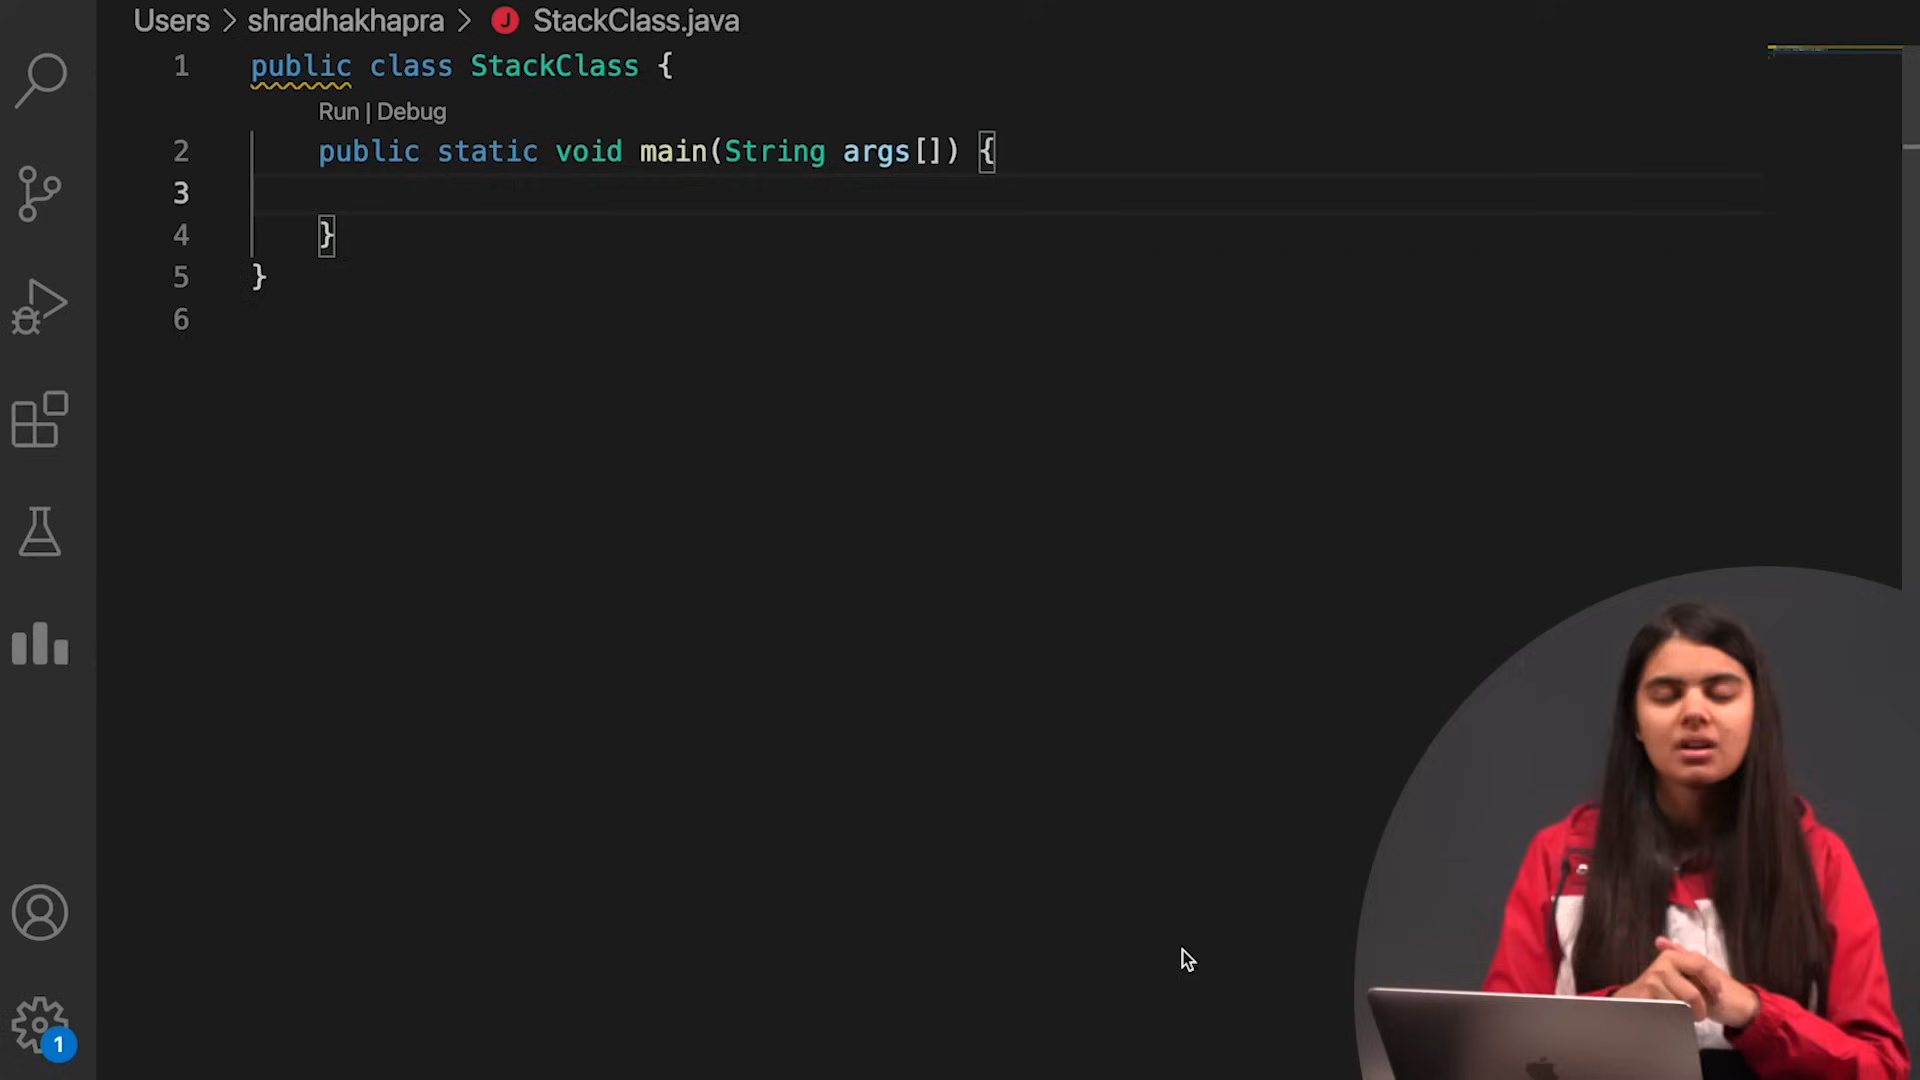 Users > shradhakhapra > J StackClass.java
1 public class StackClass {
Run | Debug
2 public static void main(String args[]) {
3
4 }
5 }
6
1